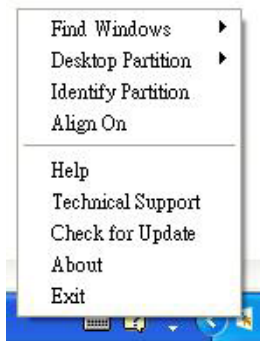 Find Windows
Desktop Partition
Identify Partition
Align On
Help
Technical Support
Check for Update
About
Exit